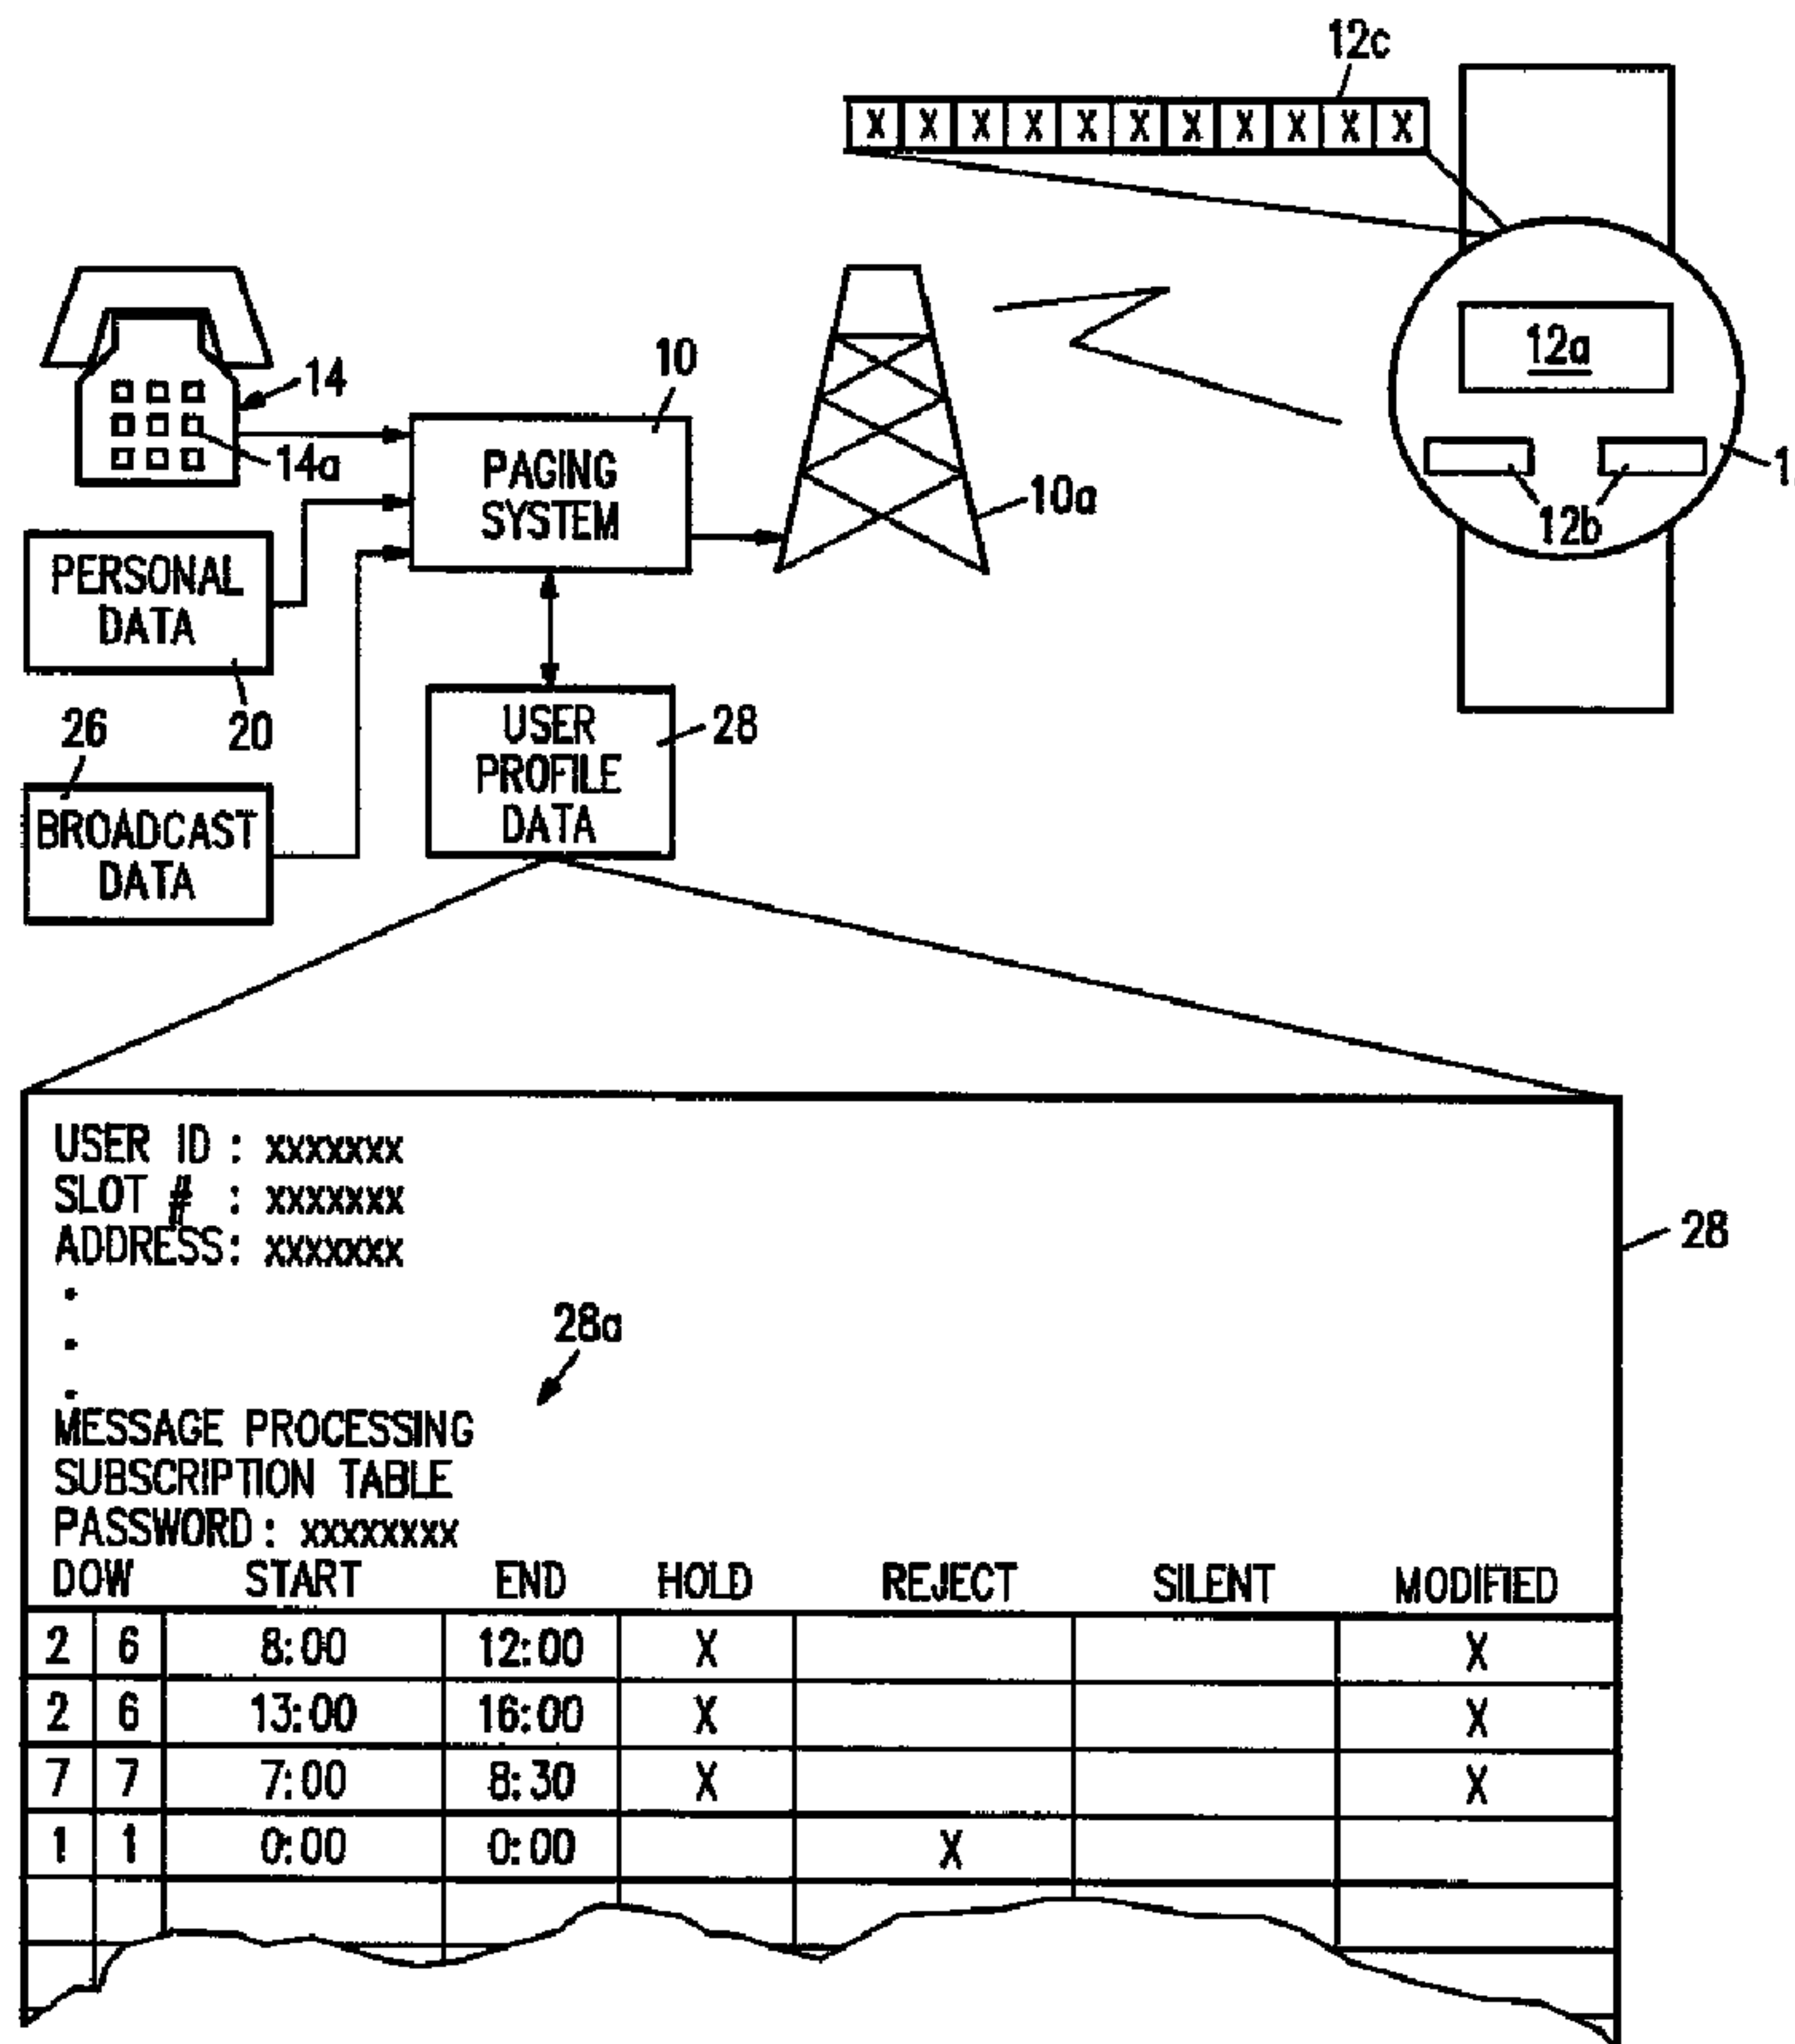 12c
X X X X X X X X X X X
12a
12b
14
14a
10
PAGING
SYSTEM
10a
PERSONAL
DATA
20
26
BROADCAST
DATA
USER
PROFILE
DATA
28
USER ID : XXXXXXX
SLOT # : XXXXXXX
ADDRESS : XXXXXXX
28
28a
MESSAGE PROCESSING
SUBSCRIPTION TABLE
PASSWORD : XXXXXXXX
DOW START END HOLD REJECT SILENT MODIFIED
2 6 8:00 12:00 X X
2 6 13:00 16:00 X X
7 7 7:00 8:30 X X
1 1 0:00 0:00 X